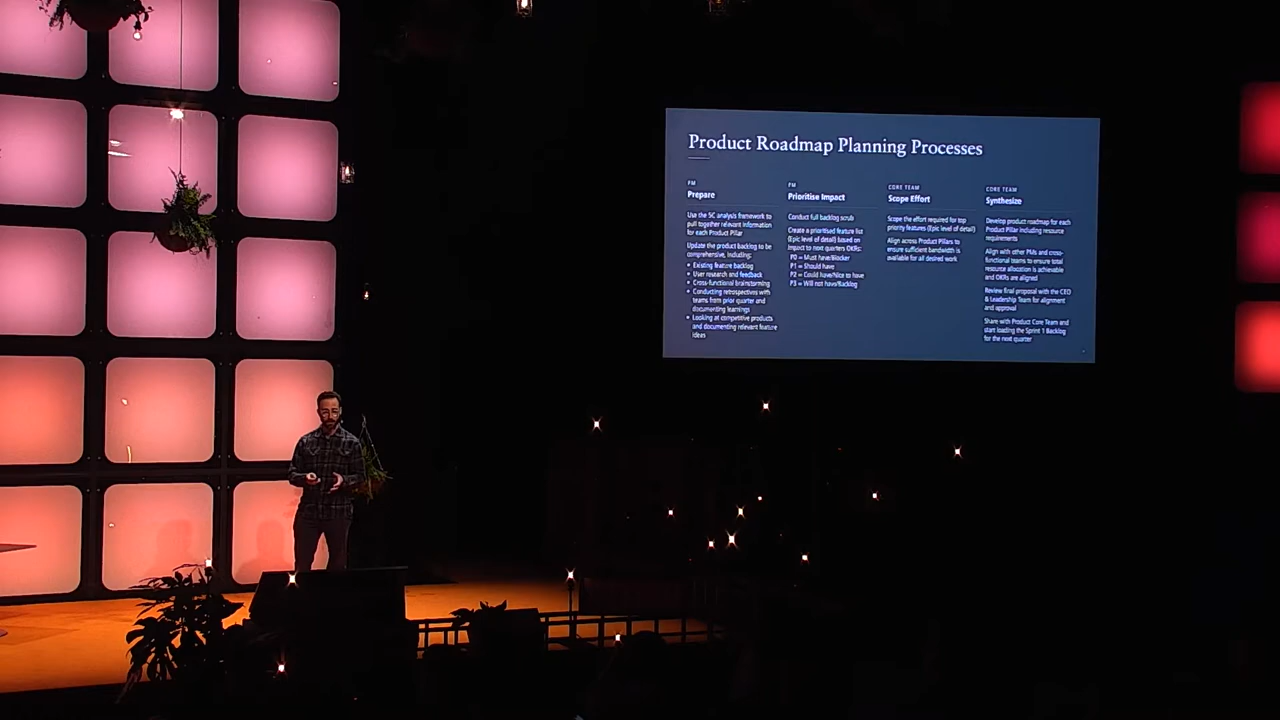 Product Roadmap Planning Processes
PM
Prepare
Use the 5C analysis framework to
pull together relevant information
for each Product Pillar
Update the product backlog to be
comprehensive, including:
• Existing feature backlog
• User research and feedback
• Cross-functional brainstorming
• Conducting retrospectives with
teams from prior quarter and
documenting learnings
• Looking at competitive products
and documenting relevant feature
ideas
PM
Prioritise Impact
Conduct full backlog scrub
Create a prioritised feature list
(Epic level of detail) based on
impact to next quarters OKRs:
P0 = Must have/Blocker
P1 = Should have
P2 = Could have/Nice to have
P3 = Will not have/Backlog
CORE TEAM
Scope Effort
Scope the effort required for top
priority features (Epic level of detail)
Align across Product Pillars to
ensure sufficient bandwidth is
available for all desired work
CORE TEAM
Synthesize
Develop product roadmap for each
Product Pillar including resource
requirements
Align with other PMs and cross-
functional teams to ensure total
resource allocation is achievable
and OKRs are aligned
Review final proposal with the CEO
& Leadership Team for alignment
and approval
Share with Product Core Team and
start loading the Sprint 1 Backlog
for the next quarter